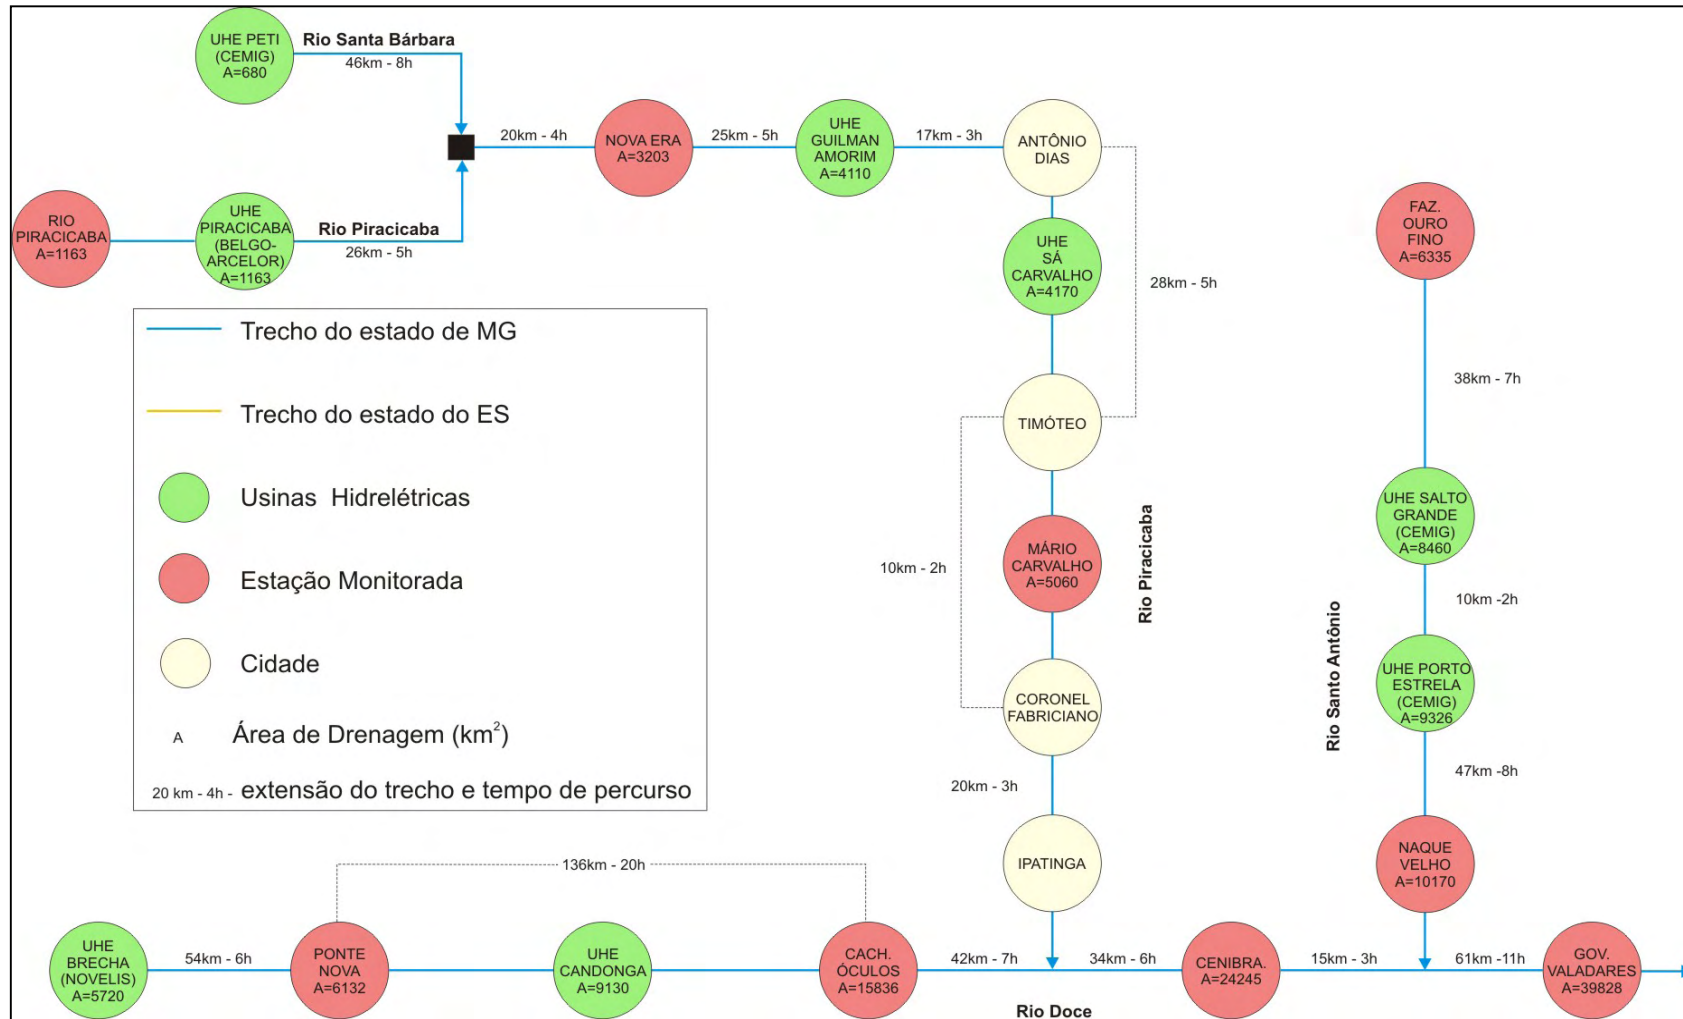 UHE PETI
(CEMIG)
A=680
Rio Santa Bárbara
46km - 8h
RIO
PIRACICABA
A=1163
UHE
PIRACICABA
(BELGO-
ARCELOR)
A=1163
Rio Piracicaba
26km - 5h
20km - 4h
NOVA ERA
A=3203
25km - 5h
UHE
GUILMAN
AMORIM
A=4110
17km - 3h
ANTÔNIO
DIAS
UHE
SÁ
CARVALHO
A=4170
28km - 5h
TIMÓTEO
10km - 2h
MÁRIO
CARVALHO
A=5060
Rio Piracicaba
CORONEL
FABRICIANO
20km - 3h
IPATINGA
FAZ.
OURO
FINO
A=6335
38km - 7h
UHE SALTO
GRANDE
(CEMIG)
A=8460
10km -2h
Rio Santo Antônio
UHE PORTO
ESTRELA
(CEMIG)
A=9326
47km -8h
NAQUE
VELHO
A=10170
Trecho do estado de MG
Trecho do estado do ES
Usinas Hidrelétricas
Estação Monitorada
Cidade
A Área de Drenagem (km²)
20 km - 4h - extensão do trecho e tempo de percurso
136km - 20h
UHE
BRECHA
(NOVELIS)
A=5720
54km - 6h
PONTE
NOVA
A=6132
UHE
CANDONGA
A=9130
CACH.
ÓCULOS
A=15836
42km - 7h
34km - 6h
CENIBRA.
A=24245
15km - 3h
61km -11h
GOV.
VALADARES
A=39828
Rio Doce